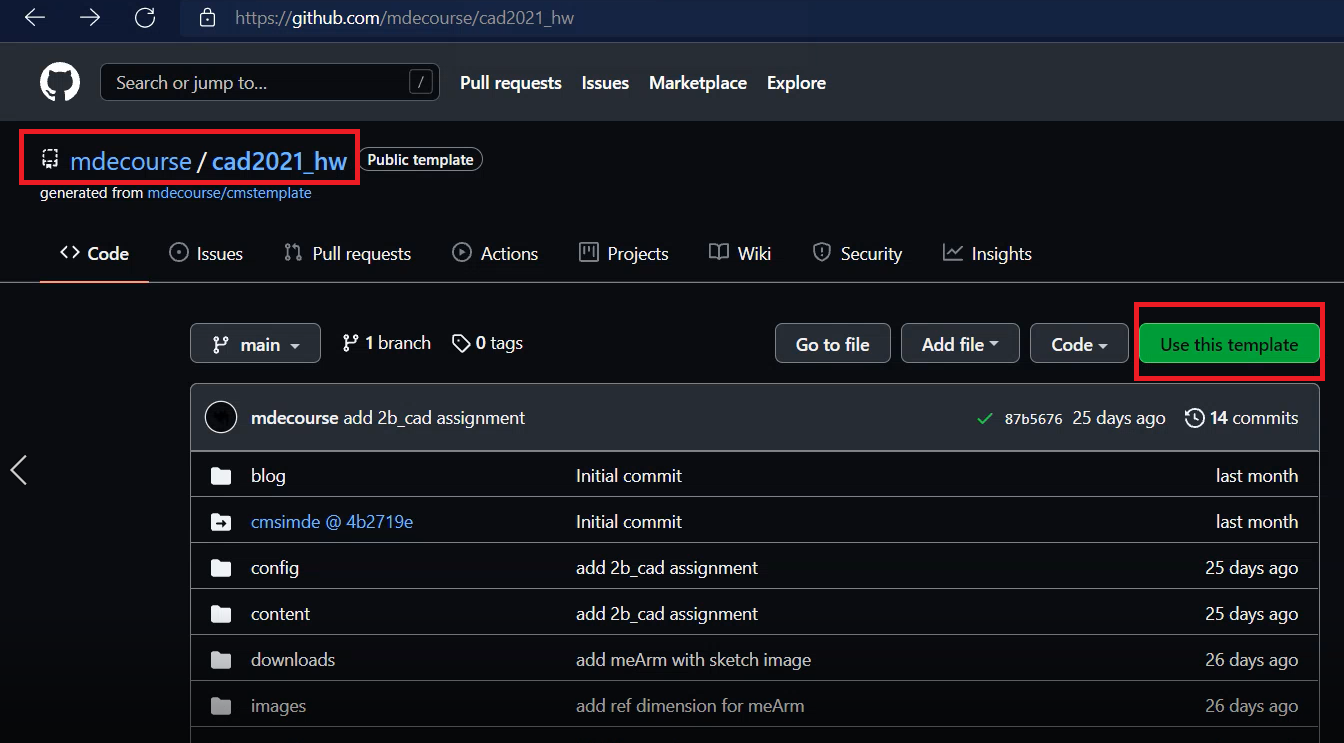 https://github.com/mdecourse/cad2021_hw
Search or jump to... / Pull requests Issues Marketplace Explore
mdecourse / cad2021_hw Public template
generated from mdecourse/cmstemplate
Code Issues Pull requests Actions Projects Wiki Security Insights
main 1 branch 0 tags Go to file Add file Code Use this template
mdecourse add 2b_cad assignment 87b5676 25 days ago 14 commits
blog Initial commit last month
cmsimde @ 4b2719e Initial commit last month
config add 2b_cad assignment 25 days ago
content add 2b_cad assignment 25 days ago
downloads add meArm with sketch image 26 days ago
images add ref dimension for meArm 26 days ago